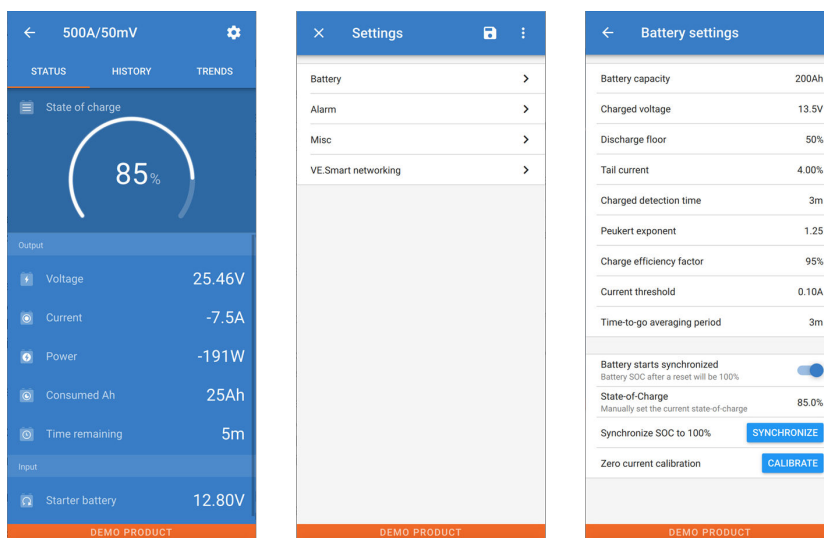 500A/50mV
STATUS HISTORY TRENDS
State of charge
85%
Output
Voltage 25.46V
Current -7.5A
Power -191W
Consumed Ah 25Ah
Time remaining 5m
Input
Starter battery 12.80V
DEMO PRODUCT
Settings
Battery
Alarm
Misc
VE.Smart networking
DEMO PRODUCT
Battery settings
Battery capacity 200Ah
Charged voltage 13.5V
Discharge floor 50%
Tail current 4.00%
Charged detection time 3m
Peukert exponent 1.25
Charge efficiency factor 95%
Current threshold 0.10A
Time-to-go averaging period 3m
Battery starts synchronized
Battery SOC after a reset will be 100%
State-of-Charge 85.0%
Manually set the current state-of-charge
Synchronize SOC to 100% SYNCHRONIZE
Zero current calibration CALIBRATE
DEMO PRODUCT